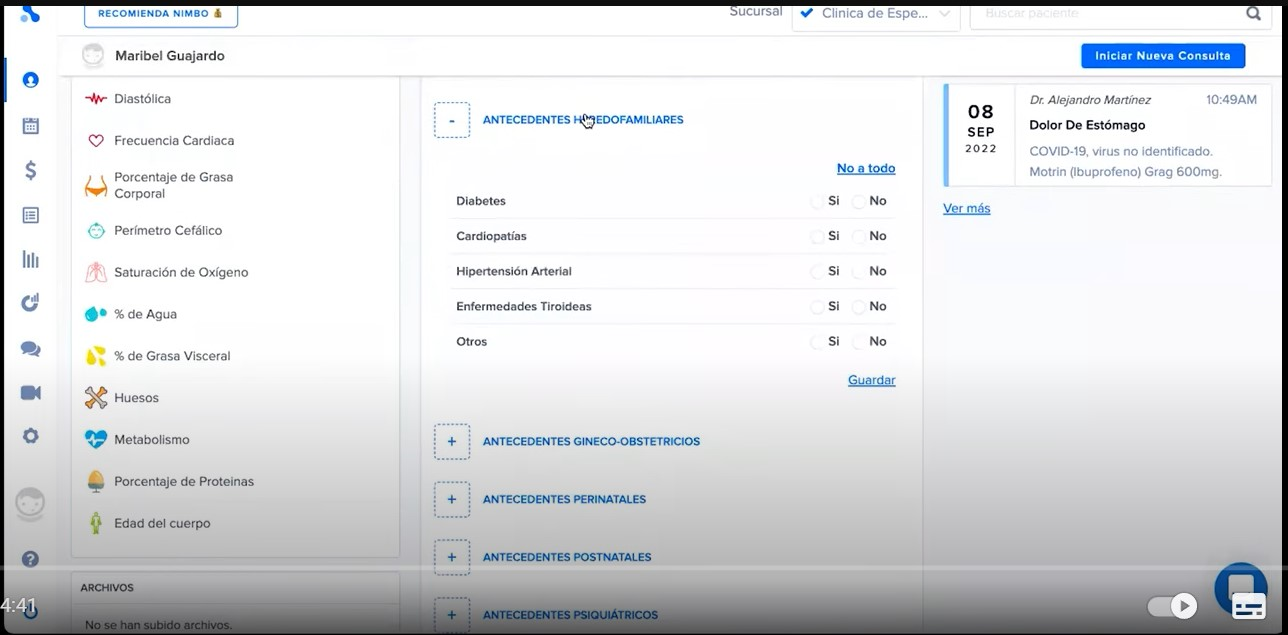 RECOMIENDA NIMBO
Sucursal
Clínica de Espe...
Buscar paciente
Maribel Guajardo
Iniciar Nueva Consulta
Diastólica
Frecuencia Cardiaca
Porcentaje de Grasa
Corporal
Perímetro Cefálico
Saturación de Oxígeno
% de Agua
% de Grasa Visceral
Huesos
Metabolismo
Porcentaje de Proteinas
Edad del cuerpo
ARCHIVOS
No se han subido archivos.
- ANTECEDENTES HEREDOFAMILIARES
No a todo
Diabetes Si No
Cardiopatías Si No
Hipertensión Arterial Si No
Enfermedades Tiroideas Si No
Otros Si No
Guardar
+ ANTECEDENTES GINECO-OBSTETRICIOS
+ ANTECEDENTES PERINATALES
+ ANTECEDENTES POSTNATALES
+ ANTECEDENTES PSIQUIÁTRICOS
08
SEP
2022
Dr. Alejandro Martínez 10:49AM
Dolor De Estómago
COVID-19, virus no identificado.
Motrin (Ibuprofeno) Grag 600mg.
Ver más
4:41